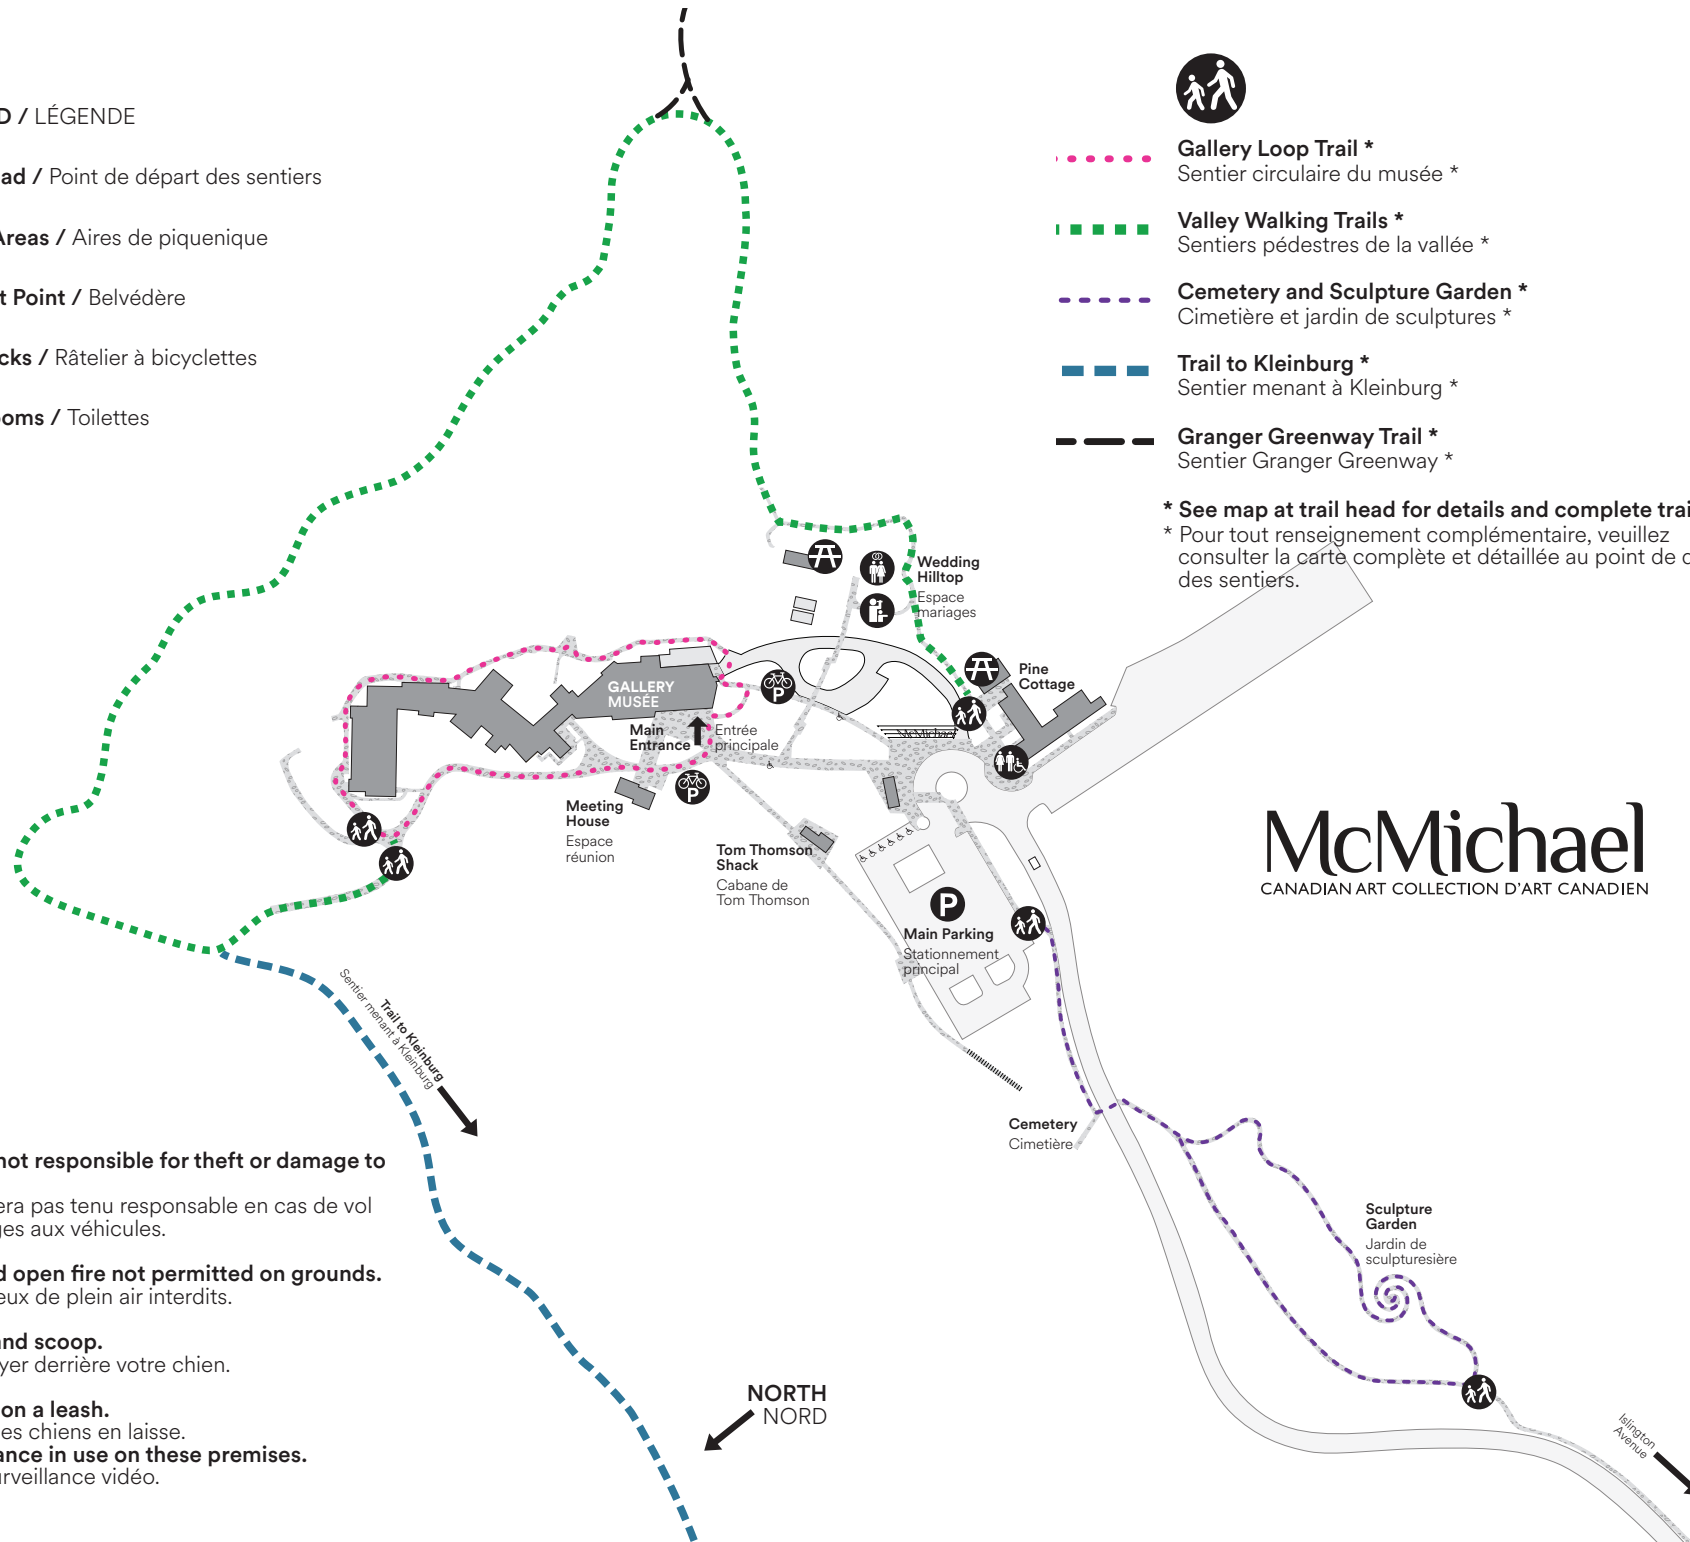 D / LÉGENDE
ad / Point de départ des sentiers
Areas / Aires de piquenique
t Point / Belvédère
cks / Râtelier à bicyclettes
ooms / Toilettes
Gallery Loop Trail *
Sentier circulaire du musée *
Valley Walking Trails *
Sentiers pédestres de la vallée *
Cemetery and Sculpture Garden *
Cimetière et jardin de sculptures *
Trail to Kleinburg *
Sentier menant à Kleinburg *
Granger Greenway Trail *
Sentier Granger Greenway *
* See map at trail head for details and complete trai
* Pour tout renseignement complémentaire, veuillez
consulter la carte complète et détaillée au point de d
des sentiers.
Wedding
Hilltop
Espace
mariages
Pine
Cottage
GALLERY
MUSÉE
P
Main
Entrance
Entrée
principale
McMichael
P
Meeting
House
Espace
réunion
Tom Thomson
Shack
Cabane de
Tom Thomson
P
Main Parking
Stationnement
principal
McMichael
CANADIAN ART COLLECTION D'ART CANADIEN
Trail to Kleinburg
Sentier menant à Kleinburg
Cemetery
Cimetière
Sculpture
Garden
Jardin de
sculpturesière
not responsible for theft or damage to
era pas tenu responsable en cas de vol
ges aux véhicules.
d open fire not permitted on grounds.
eux de plein air interdits.
and scoop.
yer derrière votre chien.
on a leash.
es chiens en laisse.
ance in use on these premises.
rveillance vidéo.
NORTH
NORD
Islington
Avenue